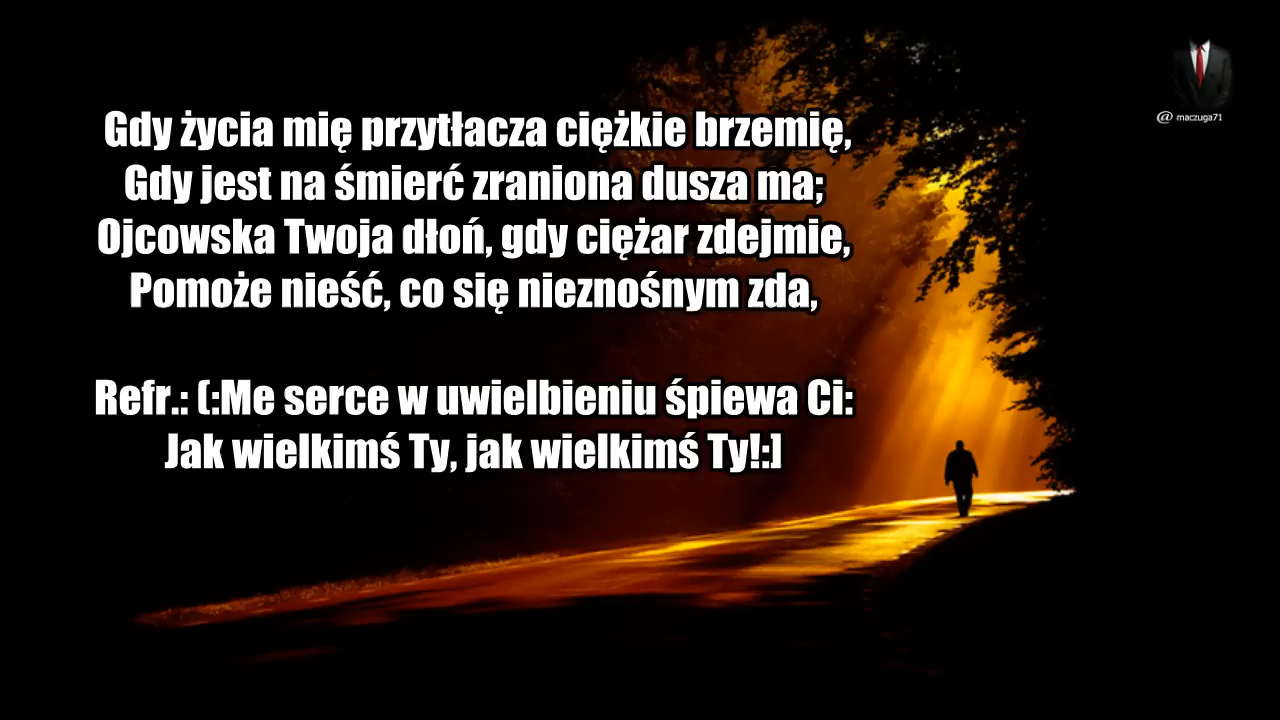 Gdy życia mię przytłacza ciężkie brzemię,
Gdy jest na śmierć zraniona dusza ma;
Ojcowska Twoja dłoń, gdy ciężar zdejmie,
Pomoże nieść, co się nieznośnym zda,
Refr.: (:Me serce w uwielbieniu śpiewa Ci:
Jak wielkimś Ty, jak wielkimś Ty!:]
@ maczuga71